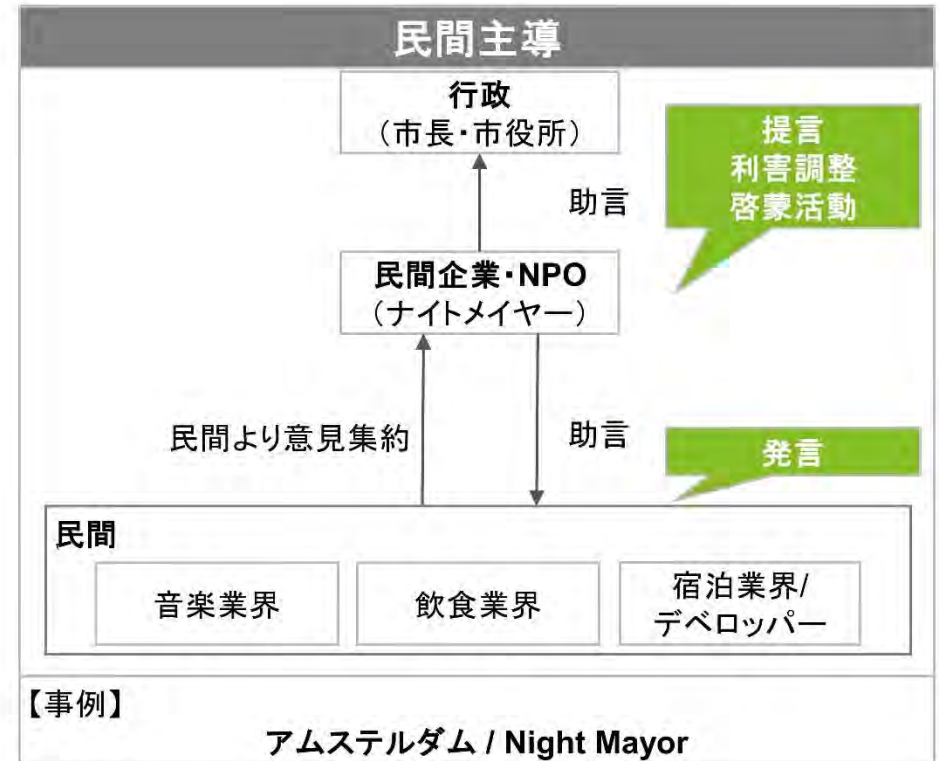 民間主導
行政
（市長・市役所）
提言
利害調整
啓蒙活動
助言
民間企業・NPO
（ナイトメイヤー）
民間より意見集約
助言
発言
民間
音楽業界
飲食業界
宿泊業界/
デベロッパー
【事例】
アムステルダム / Night Mayor